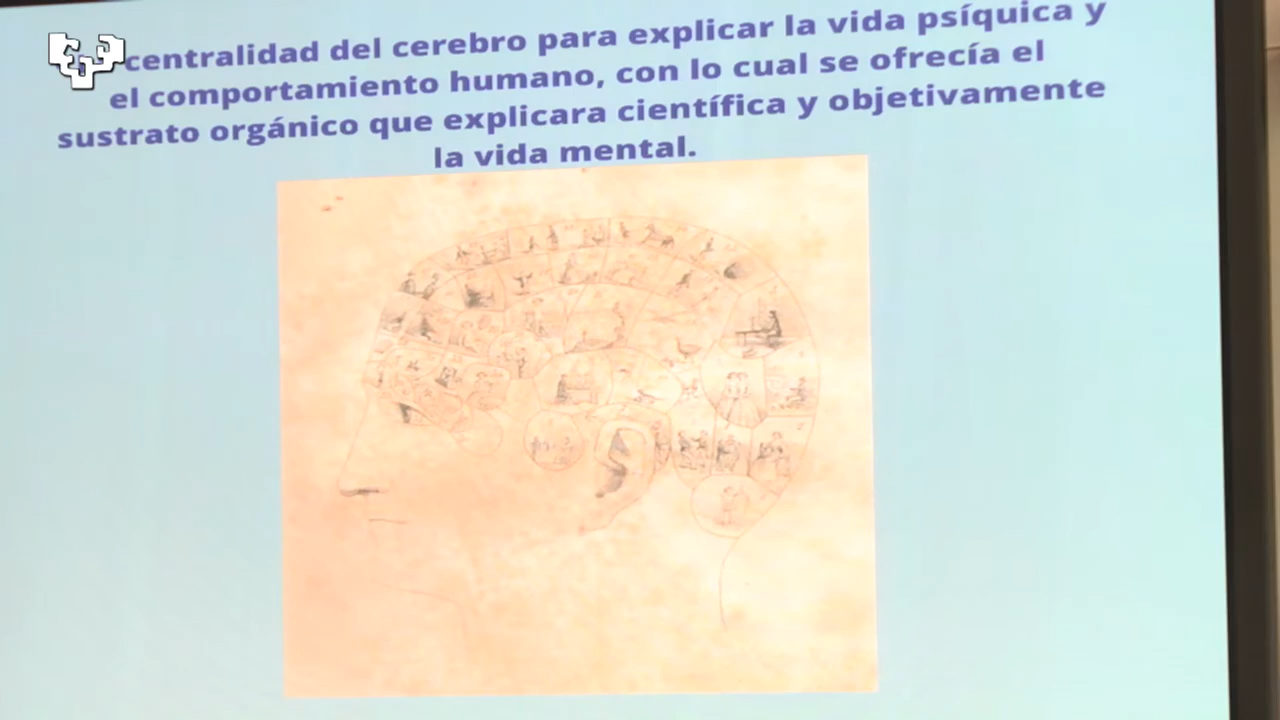 centralidad del cerebro para explicar la vida psíquica y
el comportamiento humano, con lo cual se ofrecía el
sustrato orgánico que explicara científica y objetivamente
la vida mental.